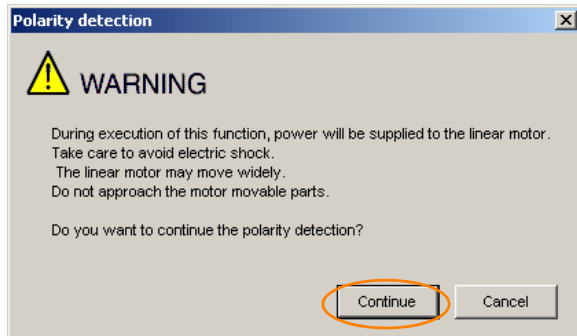 Polarity detection
WARNING
During execution of this function, power will be supplied to the linear motor.
Take care to avoid electric shock.
The linear motor may move widely.
Do not approach the motor movable parts.
Do you want to continue the polarity detection?
Continue
Cancel